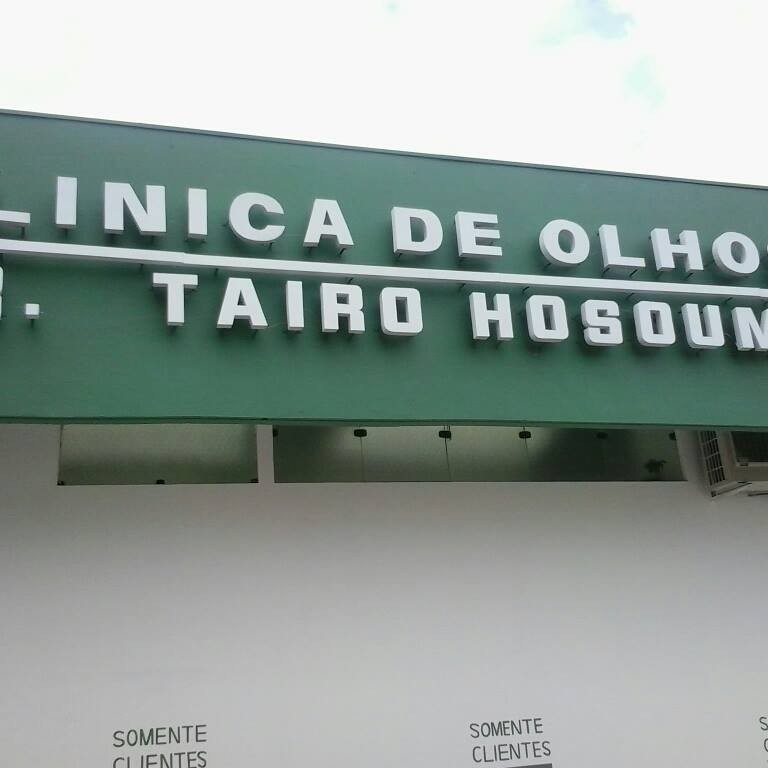 LINICA DE OLHOS
R. TAIRO HOSOUM
SOMENTE
CLIENTES
SOMENTE
CLIENTES